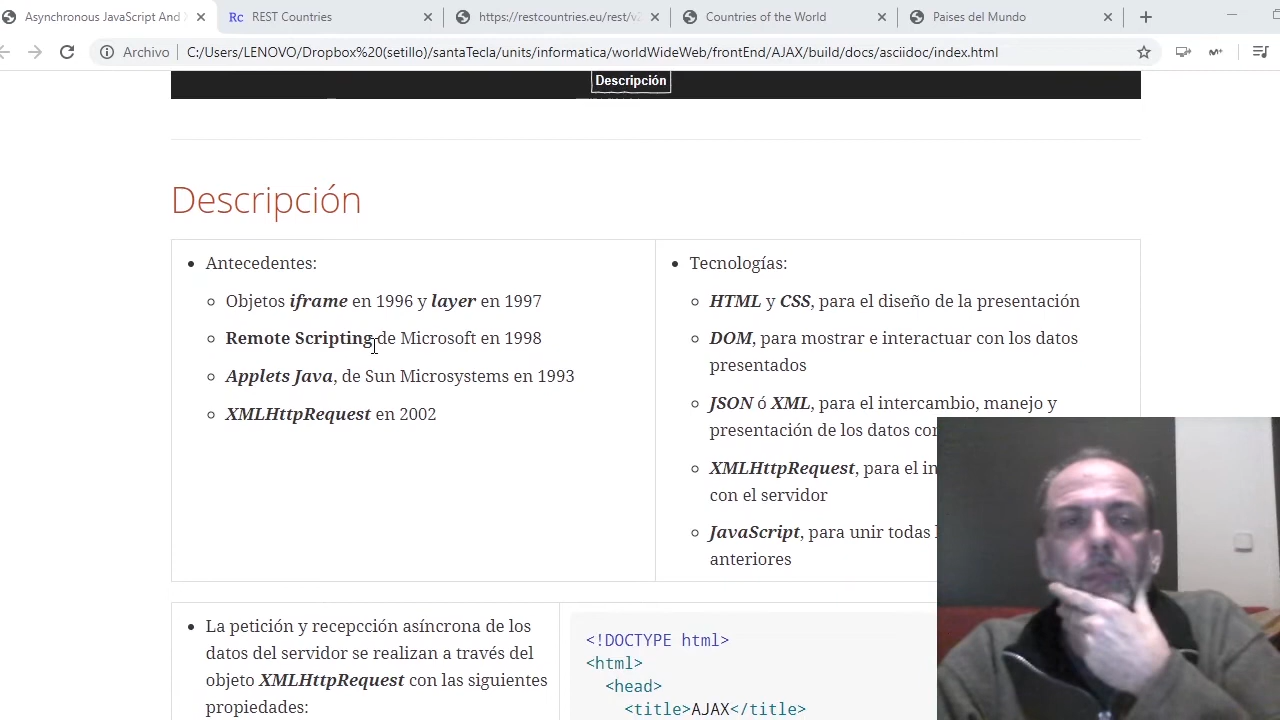 Asynchronous JavaScript And X
REST Countries
https://restcountries.eu/rest/v2
Countries of the World
Paises del Mundo
Archivo
C:/Users/LENOVO/Dropbox%20(setillo)/santaTecla/units/informatica/worldWideWeb/frontEnd/AJAX/build/docs/asciidoc/index.html
Descripción
Descripción
Antecedentes:
Objetos iframe en 1996 y layer en 1997
Remote Scripting de Microsoft en 1998
Applets Java, de Sun Microsystems en 1993
XMLHttpRequest en 2002
Tecnologías:
HTML y CSS, para el diseño de la presentación
DOM, para mostrar e interactuar con los datos
presentados
JSON ó XML, para el intercambio, manejo y
presentación de los datos con
XMLHttpRequest, para el in
con el servidor
JavaScript, para unir todas l
anteriores
La petición y recepcción asíncrona de los
datos del servidor se realizan a través del
objeto XMLHttpRequest con las siguientes
propiedades:
<!DOCTYPE html>
<html>
<head>
<title>AJAX</title>